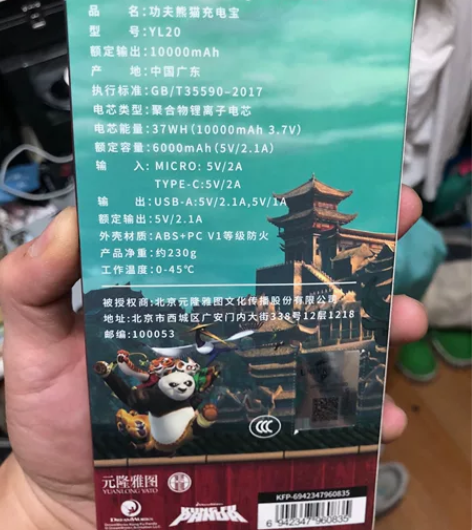 品　名：功夫熊猫充电宝
型　号：YL20
额定输出：10000mAh
产　地：中国广东
执行标准：GB/T35590-2017
电芯类型：聚合物锂离子电芯
电芯能量：37WH(10000mAh 3.7V)
额定容量：6000mAh(5V/2.1A)
输　入：MICRO: 5V/2A
TYPE-C:5V/2A
输　出：USB-A:5V/2.1A,5V/1A
额定输出：5V/2.1A
外壳材质：ABS+PC V1等级防火
产品净重：约230g
工作温度：0-45℃
被授权商:北京元隆雅图文化传播股份有限公司
地址：北京市西城区广安门内大街338号12层1218
邮编：100053
CCC
元隆雅图
YUANLONG YATO
DREAMWORKS
KFP-6942347960835
6942347960835